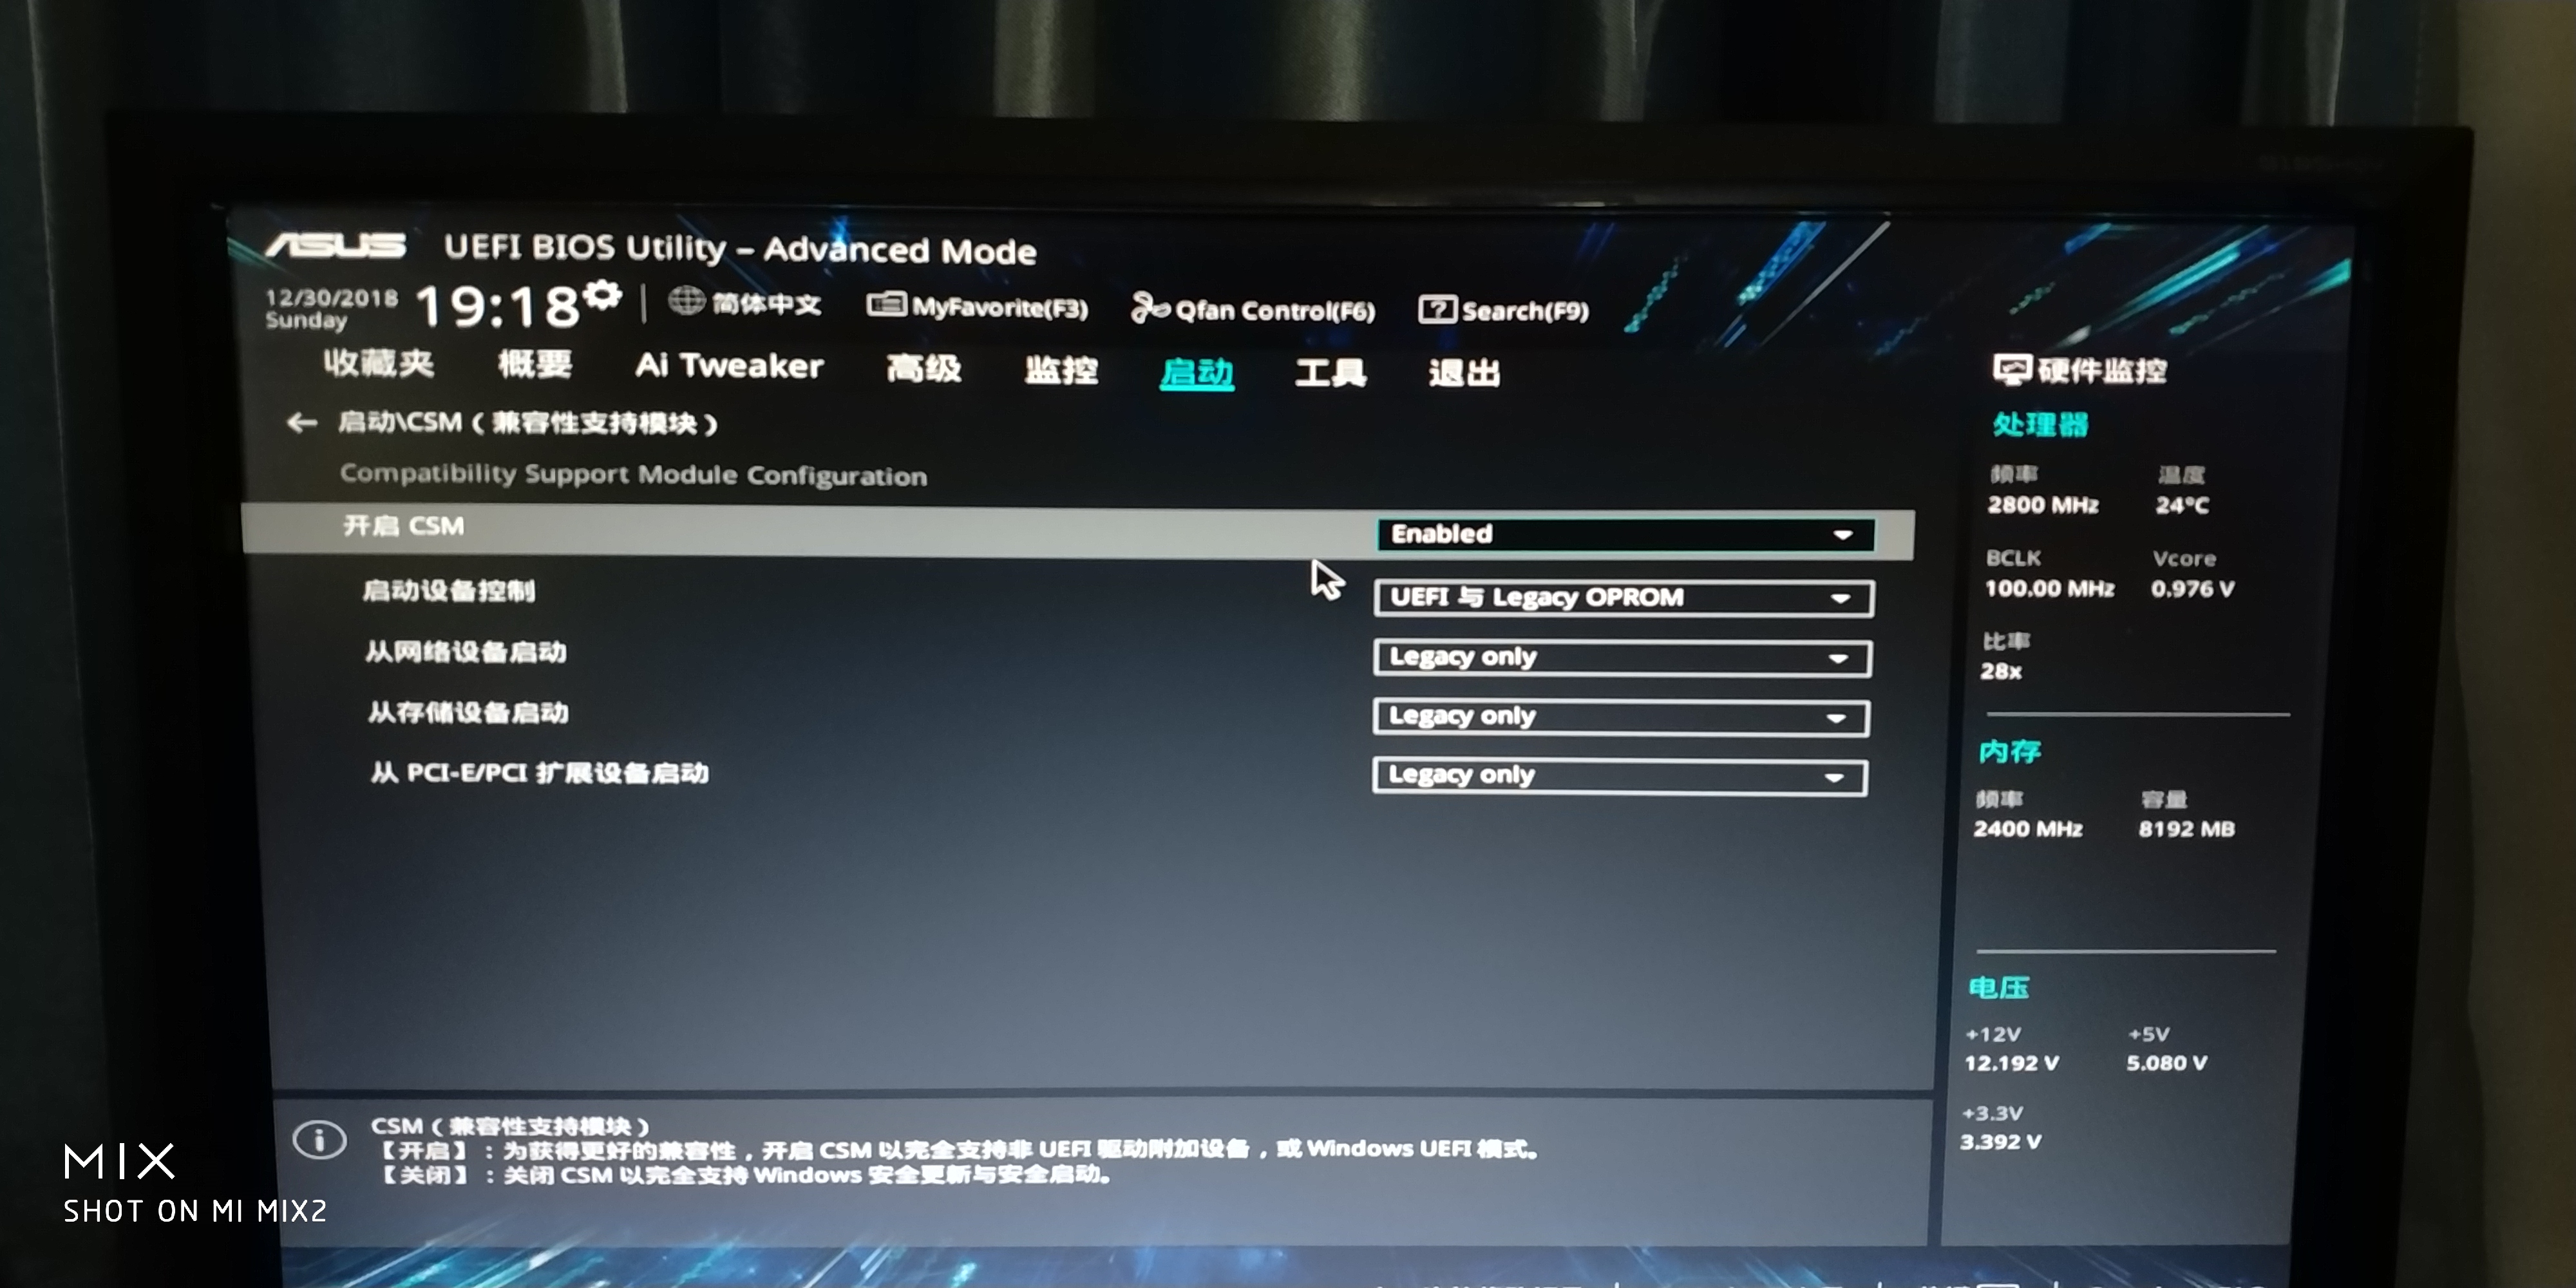 ASUS UEFI BIOS Utility – Advanced Mode
12/30/2018
Sunday
19:18
简体中文 MyFavorite(F3) Qfan Control(F6) Search(F9)
收藏夹 概要 Ai Tweaker 高级 监控 启动 工具 退出
← 启动\CSM（兼容性支持模块）
Compatibility Support Module Configuration
开启 CSM Enabled
启动设备控制 UEFI 与 Legacy OPROM
从网络设备启动 Legacy only
从存储设备启动 Legacy only
从 PCI-E/PCI 扩展设备启动 Legacy only
CSM（兼容性支持模块）
【开启】：为获得更好的兼容性，开启 CSM 以完全支持非 UEFI 驱动附加设备，或 Windows UEFI 模式。
【关闭】：关闭 CSM 以完全支持 Windows 安全更新与安全启动。
硬件监控
处理器
频率 温度
2800 MHz 24°C
BCLK Vcore
100.00 MHz 0.976 V
比率
28x
内存
频率 容量
2400 MHz 8192 MB
电压
+12V +5V
12.192 V 5.080 V
+3.3V
3.392 V
MIX
SHOT ON MI MIX2